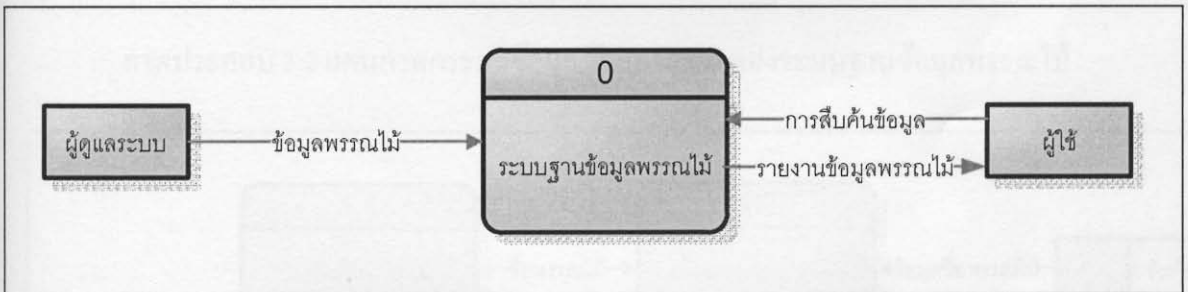 0
ผู้ดูแลระบบ
ข้อมูลพรรณไม้
ระบบฐานข้อมูลพรรณไม้
การสืบค้นข้อมูล
รายงานข้อมูลพรรณไม้
ผู้ใช้